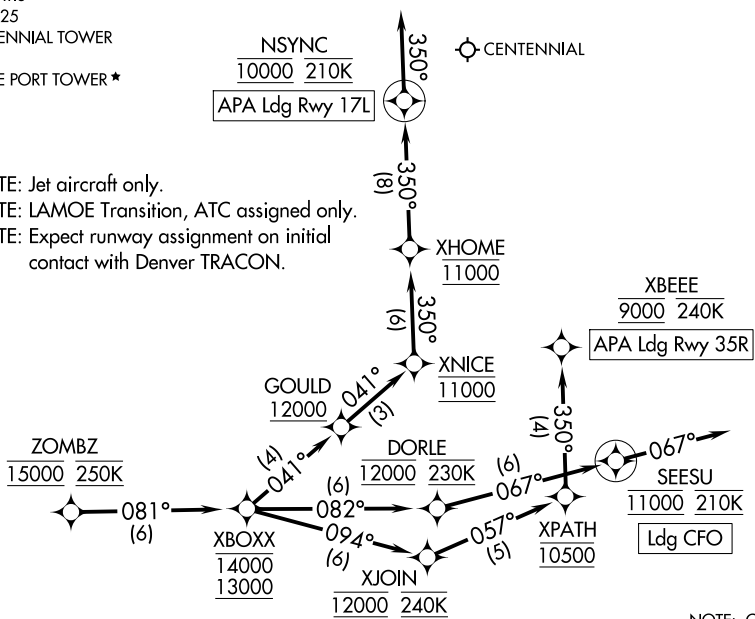 25
ENNIAL TOWER
E PORT TOWER★
TE: Jet aircraft only.
TE: LAMOE Transition, ATC assigned only.
TE: Expect runway assignment on initial
contact with Denver TRACON.
NSYNC
10000 210K
APA Ldg Rwy 17L
350°
CENTENNIAL
350°
(8)
XHOME
11000
350°
(6)
XNICE
11000
XBEEE
9000 240K
APA Ldg Rwy 35R
GOULD
12000
041°
(3)
(4)
041°
350°
(4)
ZOMBZ
15000 250K
081°
(6)
XBOXX
14000
13000
(6)
082°
DORLE
12000 230K
(6)
067°
067°
SEESU
11000 210K
Ldg CFO
094°
(6)
XJOIN
12000 240K
057°
(5)
XPATH
10500
NOTE: C